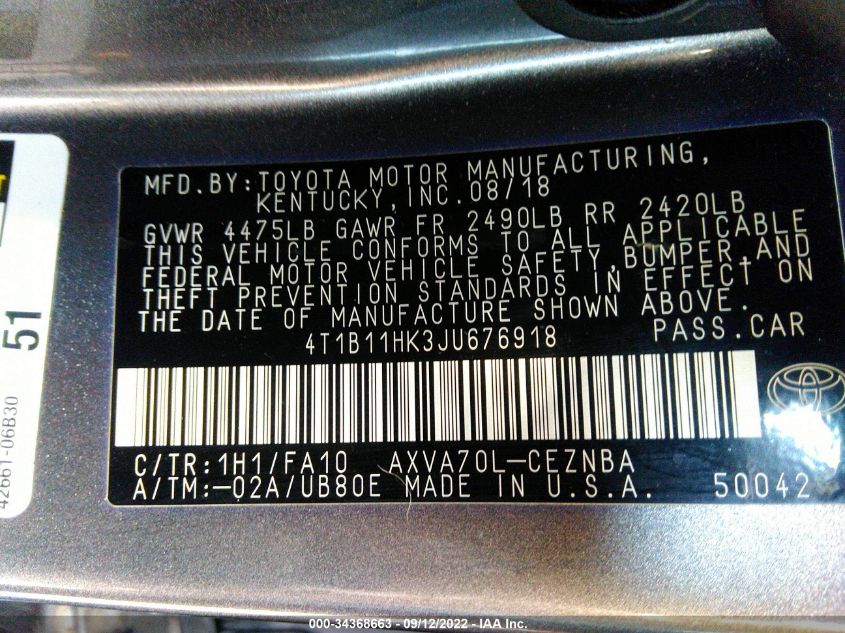 MFD.BY:TOYOTA MOTOR MANUFACTURING,
KENTUCKY,INC.08/18
GVWR 4475LB GAWR FR 2490LB RR 2420LB
THIS VEHICLE CONFORMS TO ALL APPLICABLE
FEDERAL MOTOR VEHICLE SAFETY,BUMPER,AND
THEFT PREVENTION STANDARDS IN EFFECT ON
THE DATE OF MANUFACTURE SHOWN ABOVE.
4T1B11HK3JU676918 PASS.CAR
C/TR:1H1/FA10 AXVA70L-CEZNBA
A/TM:-02A/UB80E MADE IN U.S.A. 50042
51
42661-06B30
000-34368663 - 09/12/2022 - IAA Inc.